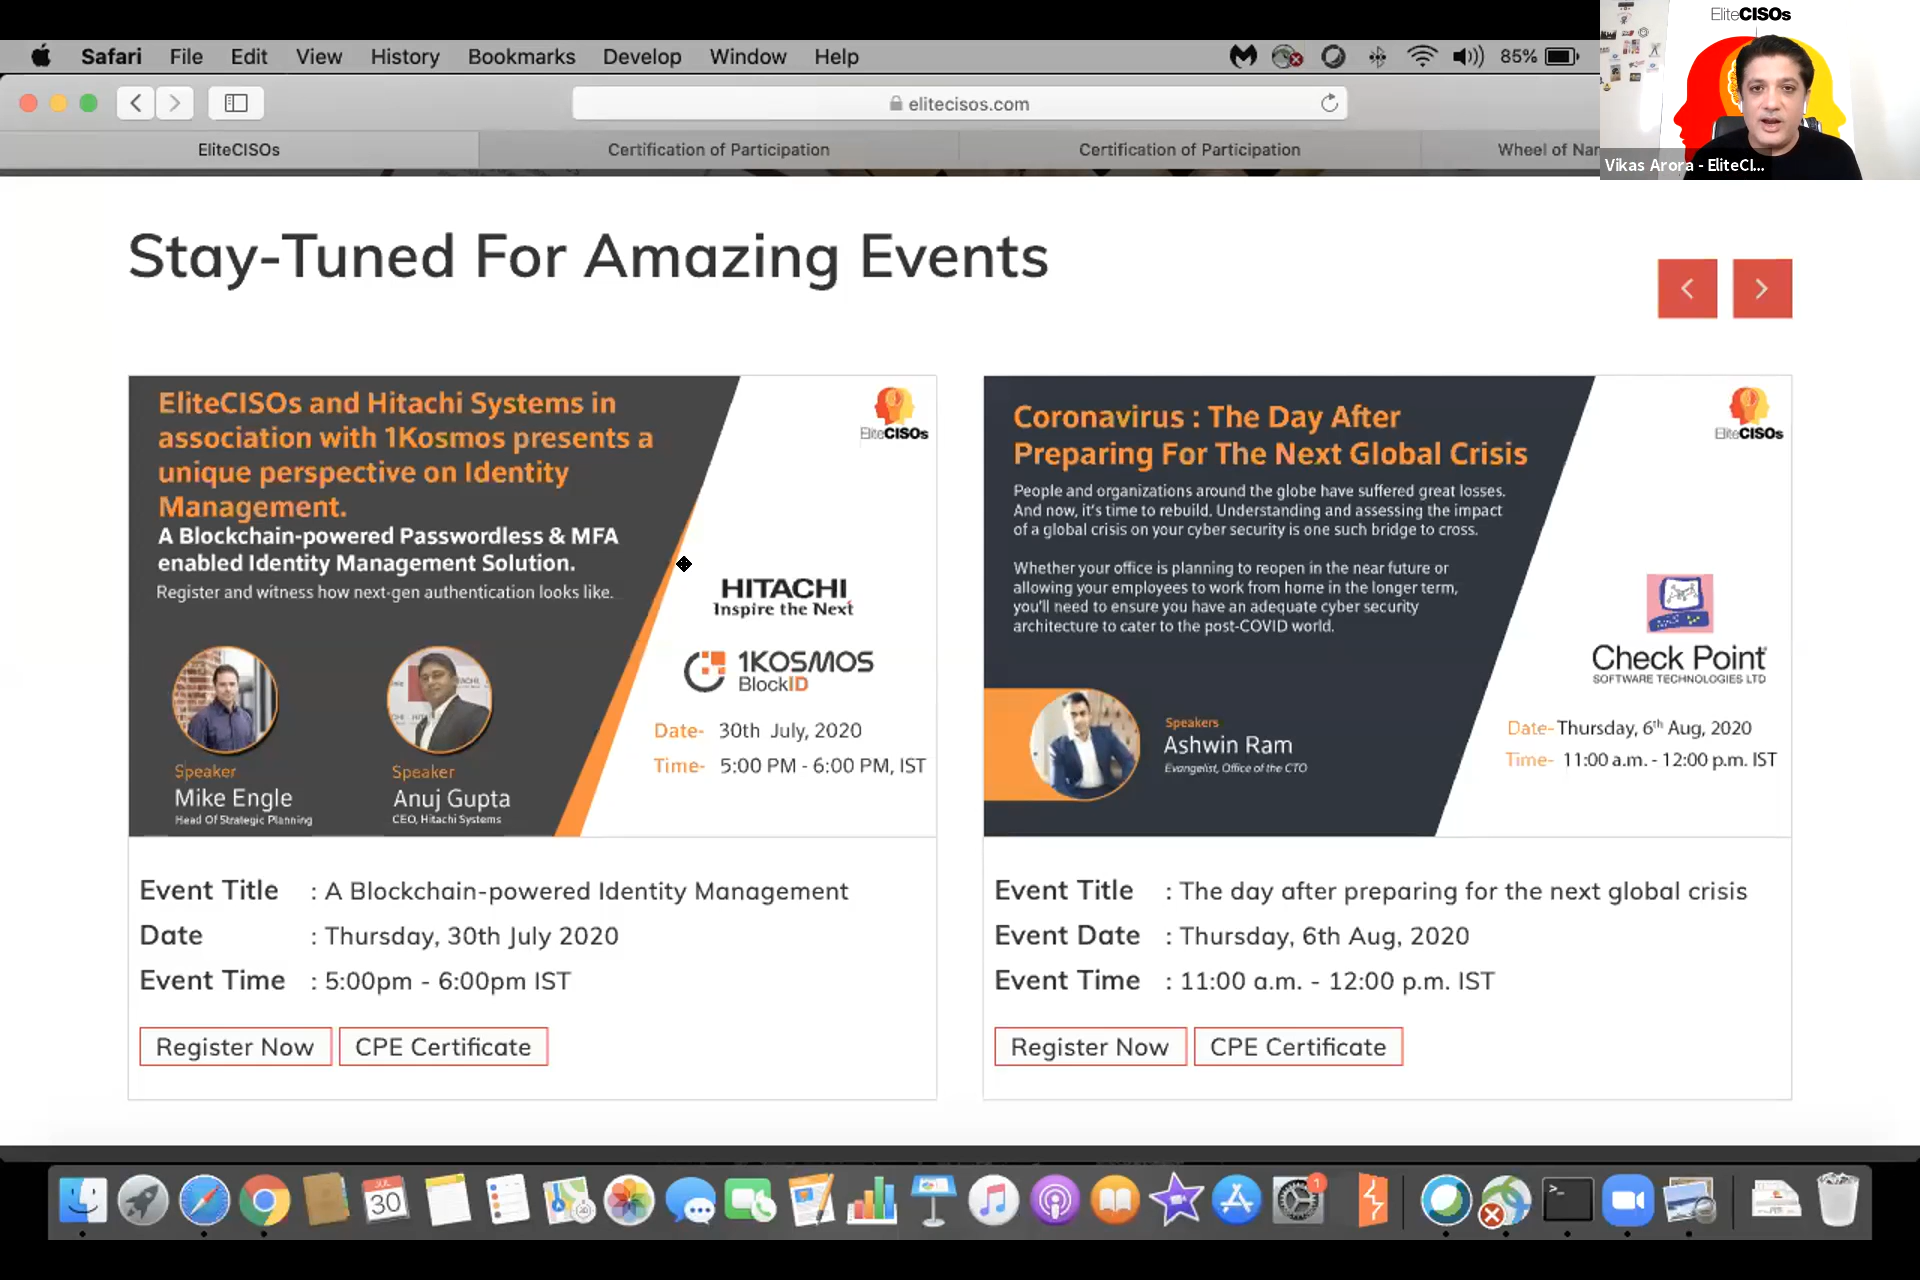 Safari File Edit View History Bookmarks Develop Window Help 85%
EliteCISOs
elitecisos.com
EliteCISOs Certification of Participation Certification of Participation Wheel of Nar
Vikas Arora - EliteCI...
Stay-Tuned For Amazing Events
EliteCISOs and Hitachi Systems in
association with 1Kosmos presents a
unique perspective on Identity
Management.
A Blockchain-powered Passwordless & MFA
enabled Identity Management Solution.
Register and witness how next-gen authentication looks like.
EliteCISOs
HITACHI
Inspire the Next
1KOSMOS
BlockID
Date- 30th July, 2020
Time- 5:00 PM - 6:00 PM, IST
Speaker
Mike Engle
Head Of Strategic Planning
Speaker
Anuj Gupta
CEO, Hitachi Systems
Event Title : A Blockchain-powered Identity Management
Date : Thursday, 30th July 2020
Event Time : 5:00pm - 6:00pm IST
Register Now CPE Certificate
Coronavirus : The Day After
Preparing For The Next Global Crisis
People and organizations around the globe have suffered great losses.
And now, it's time to rebuild. Understanding and assessing the impact
of a global crisis on your cyber security is one such bridge to cross.
Whether your office is planning to reopen in the near future or
allowing your employees to work from home in the longer term,
you'll need to ensure you have an adequate cyber security
architecture to cater to the post-COVID world.
EliteCISOs
Check Point
SOFTWARE TECHNOLOGIES LTD
Speakers
Ashwin Ram
Evangelist, Office of the CTO
Date- Thursday, 6th Aug, 2020
Time- 11:00 a.m. - 12:00 p.m. IST
Event Title : The day after preparing for the next global crisis
Event Date : Thursday, 6th Aug, 2020
Event Time : 11:00 a.m. - 12:00 p.m. IST
Register Now CPE Certificate
JUL
30
1